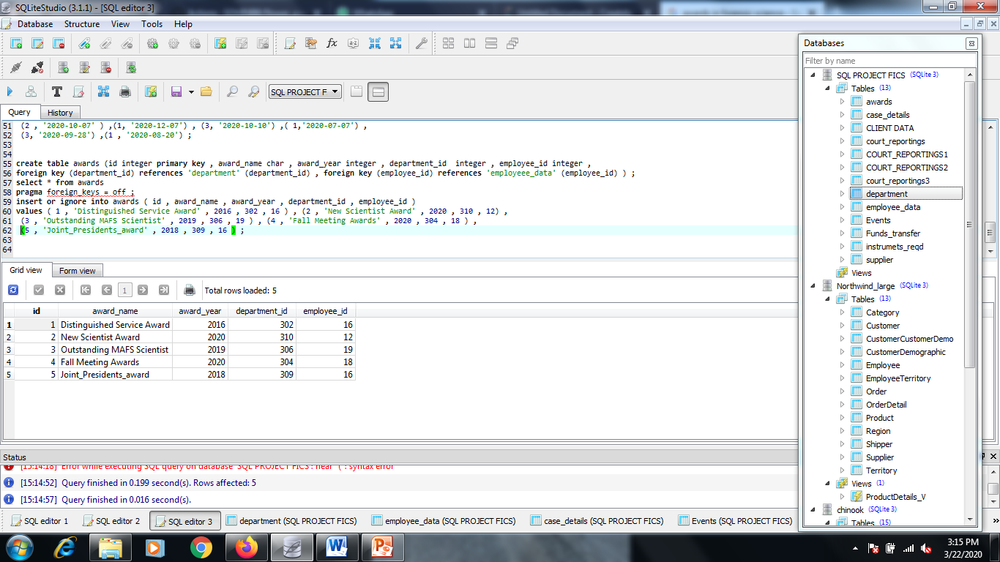 SQLiteStudio (3.1.1) - [SQL editor 3]
Database Structure View Tools Help
SQL PROJECT F
Query History
51 (2 , '2020-10-07' ) ,(1, '2020-12-07') , (3, '2020-10-10') ,( 1,'2020-07-07') ,
52 (3, '2020-09-28') ,(1 , '2020-08-20') ;
53
54
55 create table awards (id integer primary key , award_name char , award_year integer , department_id integer , employee_id integer ,
56 foreign key (department_id) references 'department' (department_id) , foreign key (employee_id) references 'employeee_data' (employee_id) ) ;
57 select * from awards
58 pragma foreign_keys = off ;
59 insert or ignore into awards ( id , award_name , award_year , department_id , employee_id )
60 values ( 1 , 'Distinguished Service Award' , 2016 , 302 , 16 ) , (2 , 'New Scientist Award' , 2020 , 310 , 12) ,
61 (3 , 'Outstanding MAFS Scientist' , 2019 , 306 , 19 ) , (4 , 'Fall Meeting Awards' , 2020 , 304 , 18 ) ,
62 (5 , 'Joint_Presidents_award' , 2018 , 309 , 16 ) ;
63
64
Grid view Form view
1 Total rows loaded: 5
id award_name award_year department_id employee_id
1 1 Distinguished Service Award 2016 302 16
2 2 New Scientist Award 2020 310 12
3 3 Outstanding MAFS Scientist 2019 306 19
4 4 Fall Meeting Awards 2020 304 18
5 5 Joint_Presidents_award 2018 309 16
Status
[15:14:18] Error while executing SQL query on database 'SQL PROJECT FICS': near "(": syntax error
[15:14:52] Query finished in 0.199 second(s). Rows affected: 5
[15:14:57] Query finished in 0.016 second(s).
SQL editor 1 SQL editor 2 SQL editor 3 department (SQL PROJECT FICS) employee_data (SQL PROJECT FICS) case_details (SQL PROJECT FICS) Events (SQL PROJECT FICS)
Databases
Filter by name
SQL PROJECT FICS (SQLite 3)
Tables (13)
awards
case_details
CLIENT DATA
court_reportings
COURT_REPORTINGS1
COURT_REPORTINGS2
court_reportings3
department
employee_data
Events
Funds_transfer
instrumets_reqd
supplier
Views
Northwind_large (SQLite 3)
Tables (13)
Category
Customer
CustomerCustomerDemo
CustomerDemographic
Employee
EmployeeTerritory
Order
OrderDetail
Product
Region
Shipper
Supplier
Territory
Views (1)
ProductDetails_V
chinook (SQLite 3)
Tables (15)
3:15 PM
3/22/2020